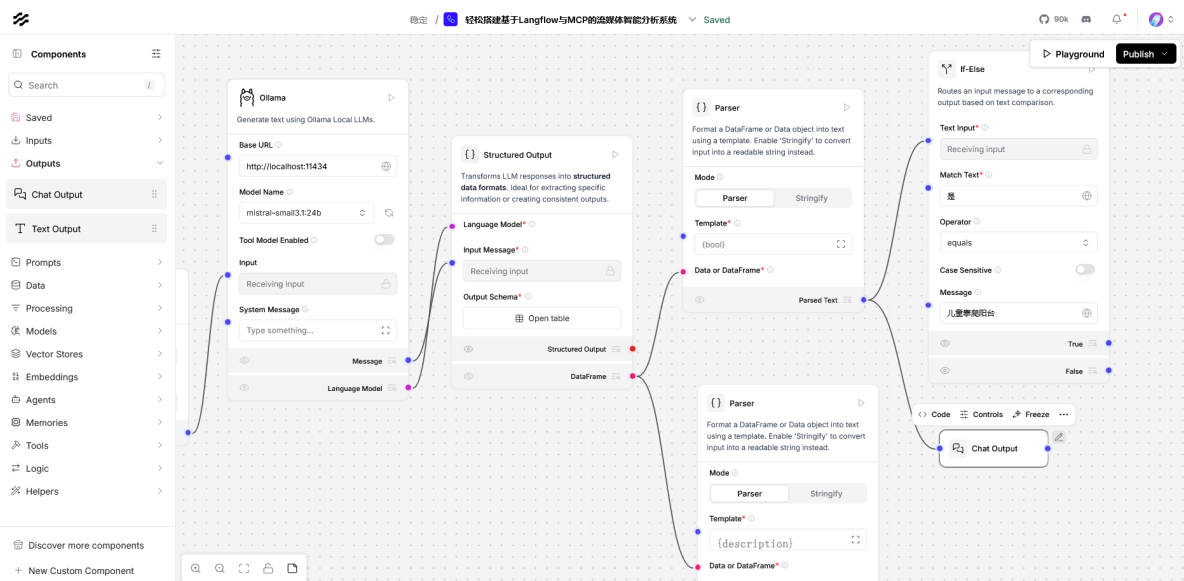 稳定 / 轻松搭建基于Langflow与MCP的流媒体智能分析系统 Saved
90k
Playground
Publish
Components
Search /
Saved
Inputs
Outputs
Chat Output
Text Output
Prompts
Data
Processing
Models
Vector Stores
Embeddings
Agents
Memories
Tools
Logic
Helpers
Discover more components
New Custom Component
Ollama
Generate text using Ollama Local LLMs.
Base URL
http://localhost:11434
Model Name
mistral-small3.1:24b
Tool Model Enabled
Input
Receiving input
System Message
Type something...
Message
Language Model
Structured Output
Transforms LLM responses into structured
data formats. Ideal for extracting specific
information or creating consistent outputs.
Language Model*
Input Message*
Receiving input
Output Schema*
Open table
Structured Output
DataFrame
Parser
Format a DataFrame or Data object into text
using a template. Enable 'Stringify' to convert
input into a readable string instead.
Mode
Parser Stringify
Template*
{bool}
Data or DataFrame*
Parsed Text
Parser
Format a DataFrame or Data object into text
using a template. Enable 'Stringify' to convert
input into a readable string instead.
Mode
Parser Stringify
Template*
{description}
Data or DataFrame*
If-Else
Routes an input message to a corresponding
output based on text comparison.
Text Input*
Receiving input
Match Text*
是
Operator
equals
Case Sensitive
Message
儿童攀爬阳台
True
False
Code Controls Freeze ...
Chat Output